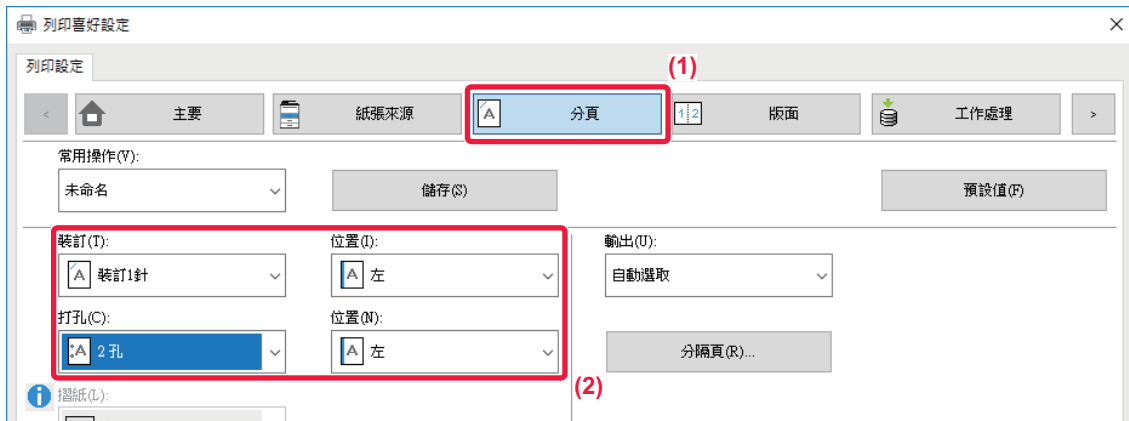 列印喜好設定
列印設定
(1)
< 主要 紙張來源 A 分頁 1 2 版面 工作處理 >
常用操作(V):
未命名 儲存(S) 預設值(F)
裝訂(T): 位置(I): 輸出(U):
A 裝訂1針 A 左 自動選取
打孔(C): 位置(N):
A 2 孔 A 左 分隔頁(R)...
(2)
摺紙(L):